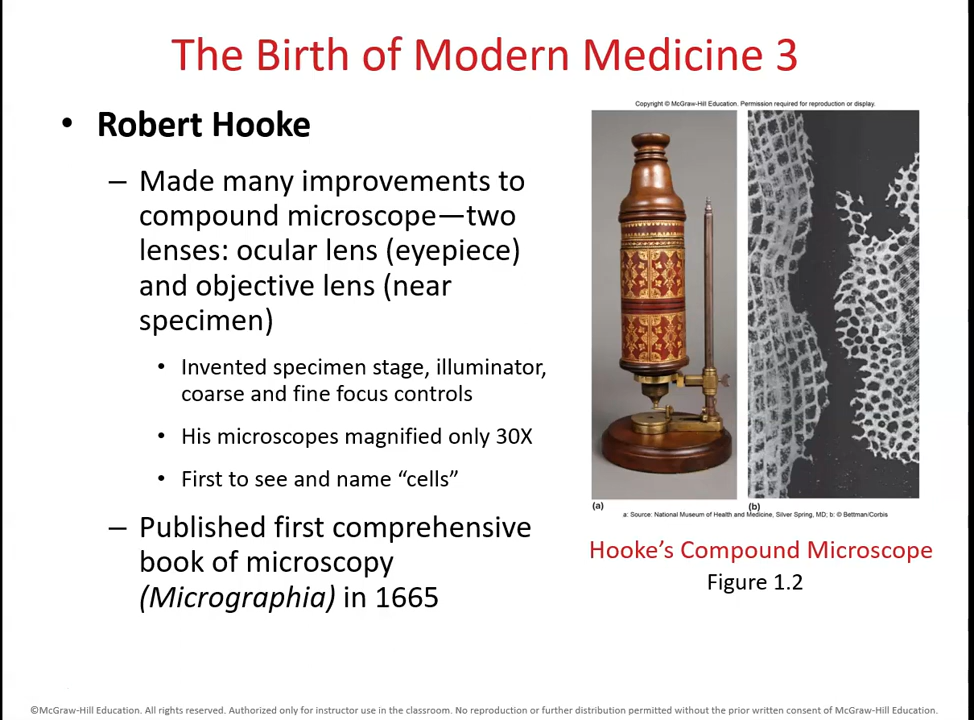 The Birth of Modern Medicine 3
• Robert Hooke
– Made many improvements to
compound microscope—two
lenses: ocular lens (eyepiece)
and objective lens (near
specimen)
• Invented specimen stage, illuminator,
coarse and fine focus controls
• His microscopes magnified only 30X
• First to see and name “cells”
– Published first comprehensive
book of microscopy
(Micrographia) in 1665
Copyright © McGraw-Hill Education. Permission required for reproduction or display.
(a)
(b)
a: Source: National Museum of Health and Medicine, Silver Spring, MD; b: © Bettman/Corbis
Hooke’s Compound Microscope
Figure 1.2
©McGraw-Hill Education. All rights reserved. Authorized only for instructor use in the classroom. No reproduction or further distribution permitted without the prior written consent of McGraw-Hill Education.